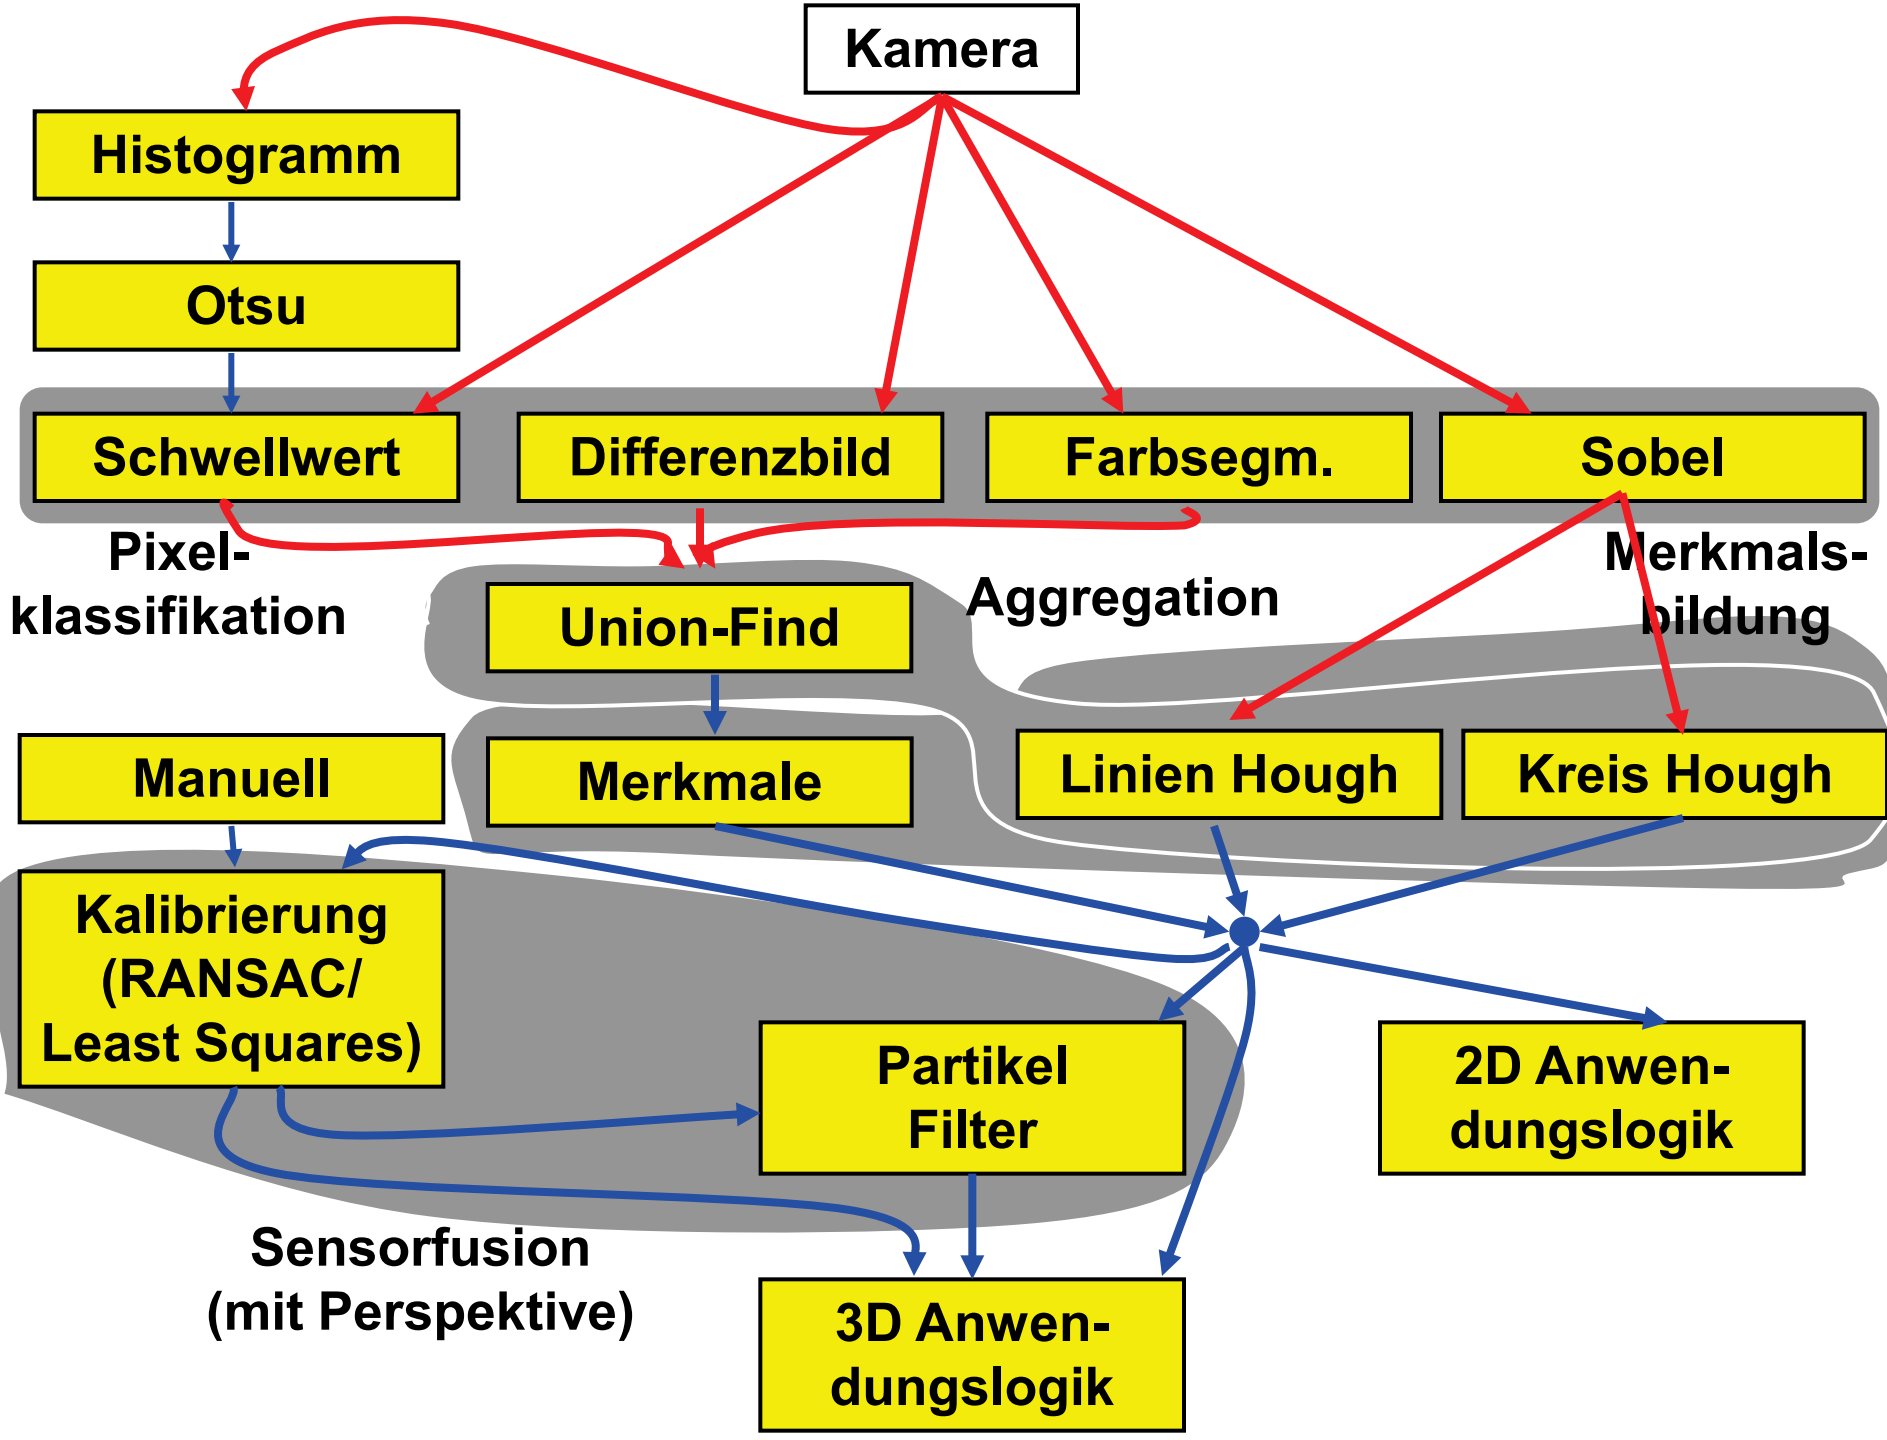 Kamera
Histogramm
Otsu
Schwellwert
Differenzbild
Farbsegm.
Sobel
Pixel-
klassifikation
Aggregation
Merkmals-
bildung
Union-Find
Manuell
Merkmale
Linien Hough
Kreis Hough
Kalibrierung
(RANSAC/
Least Squares)
Partikel
Filter
2D Anwen-
dungslogik
Sensorfusion
(mit Perspektive)
3D Anwen-
dungslogik